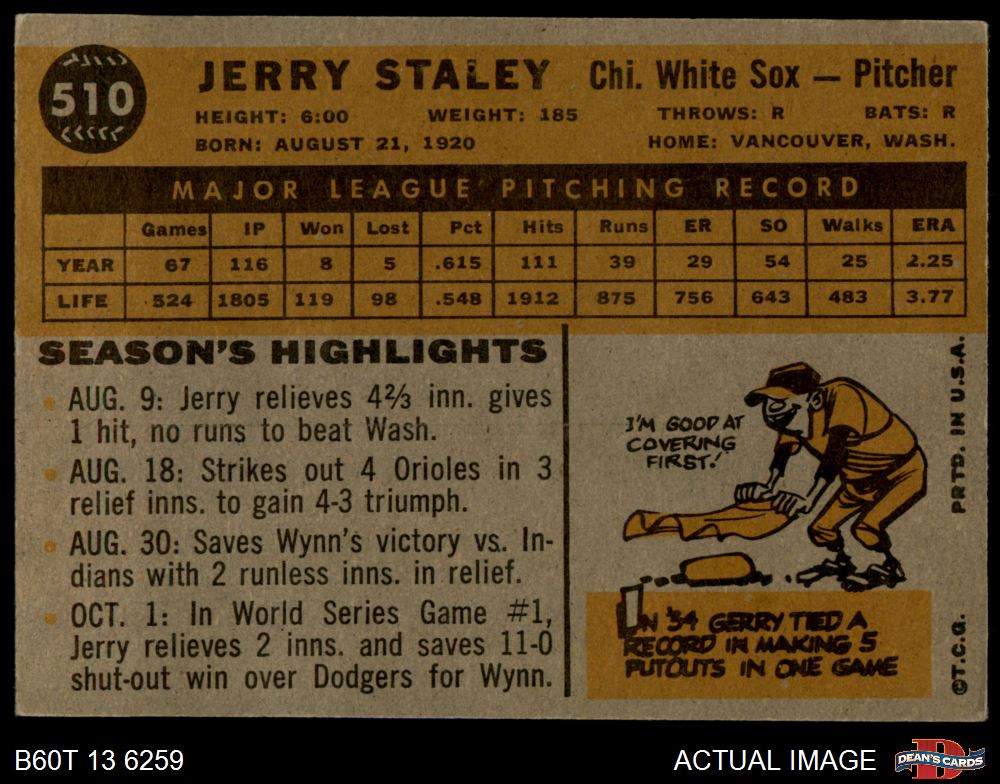 510
JERRY STALEY Chi. White Sox — Pitcher
HEIGHT: 6:00 WEIGHT: 185 THROWS: R BATS: R
BORN: AUGUST 21, 1920 HOME: VANCOUVER, WASH.
MAJOR LEAGUE PITCHING RECORD
Games IP Won Lost Pct Hits Runs ER SO Walks ERA
YEAR 67 116 8 5 .615 111 39 29 54 25 2.25
LIFE 524 1805 119 98 .548 1912 875 756 643 483 3.77
SEASON'S HIGHLIGHTS
AUG. 9: Jerry relieves 4⅔ inn. gives
1 hit, no runs to beat Wash.
AUG. 18: Strikes out 4 Orioles in 3
relief inns. to gain 4-3 triumph.
AUG. 30: Saves Wynn's victory vs. In-
dians with 2 runless inns. in relief.
OCT. 1: In World Series Game #1,
Jerry relieves 2 inns. and saves 11-0
shut-out win over Dodgers for Wynn.
I'M GOOD AT
COVERING
FIRST!
IN '54 GERRY TIED A
RECORD IN MAKING 5
PUTOUTS IN ONE GAME
©T.C.G. PRTD. IN U.S.A.
B60T 13 6259 ACTUAL IMAGE
D
DEAN'S CARDS